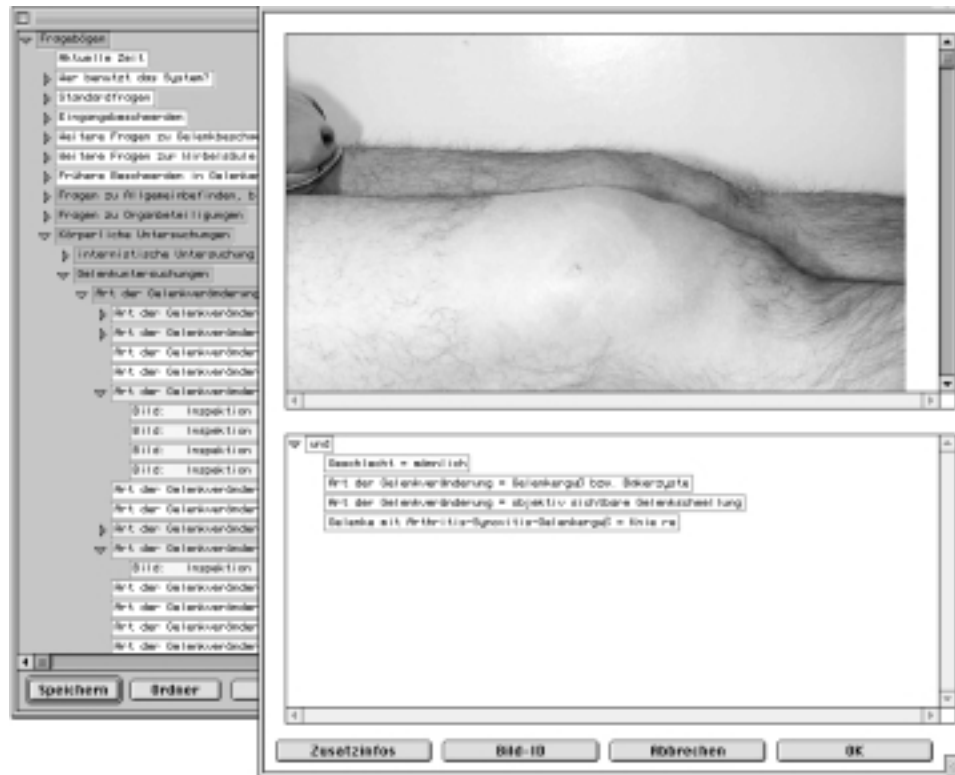 Fragebögen
Aktuelle Zeit
Wer benutzt das System?
Standardfragen
Eingangsbeschwerden
Weitere Fragen zu Gelenkbeschwe
Weitere Fragen zur Wirbelsäule
Frühere Beschwerden in Gelenken
Fragen zu Allgemeinbefinden, b
Fragen zu Organbeteiligungen
Körperliche Untersuchungen
internistische Untersuchung
Gelenkuntersuchungen
Art der Gelenkveränderung
Art der Gelenkveränder
Art der Gelenkveränder
Art der Gelenkveränder
Art der Gelenkveränder
Art der Gelenkveränder
Bild: Inspektion
Bild: Inspektion
Bild: Inspektion
Bild: Inspektion
Art der Gelenkveränder
Art der Gelenkveränder
Art der Gelenkveränder
Art der Gelenkveränder
Bild: Inspektion
Art der Gelenkveränder
Art der Gelenkveränder
Art der Gelenkveränder
Art der Gelenkveränder
Speichern
Ordner
und
Geschlecht = männlich
Art der Gelenkveränderung = Gelenkerguß bzw. Bakerzyste
Art der Gelenkveränderung = objektiv sichtbare Gelenkschwellung
Gelenke mit Arthritis-Synovitis-Gelenkerguß = Knie re
Zusatzinfos
Bild-IO
Abbrechen
OK